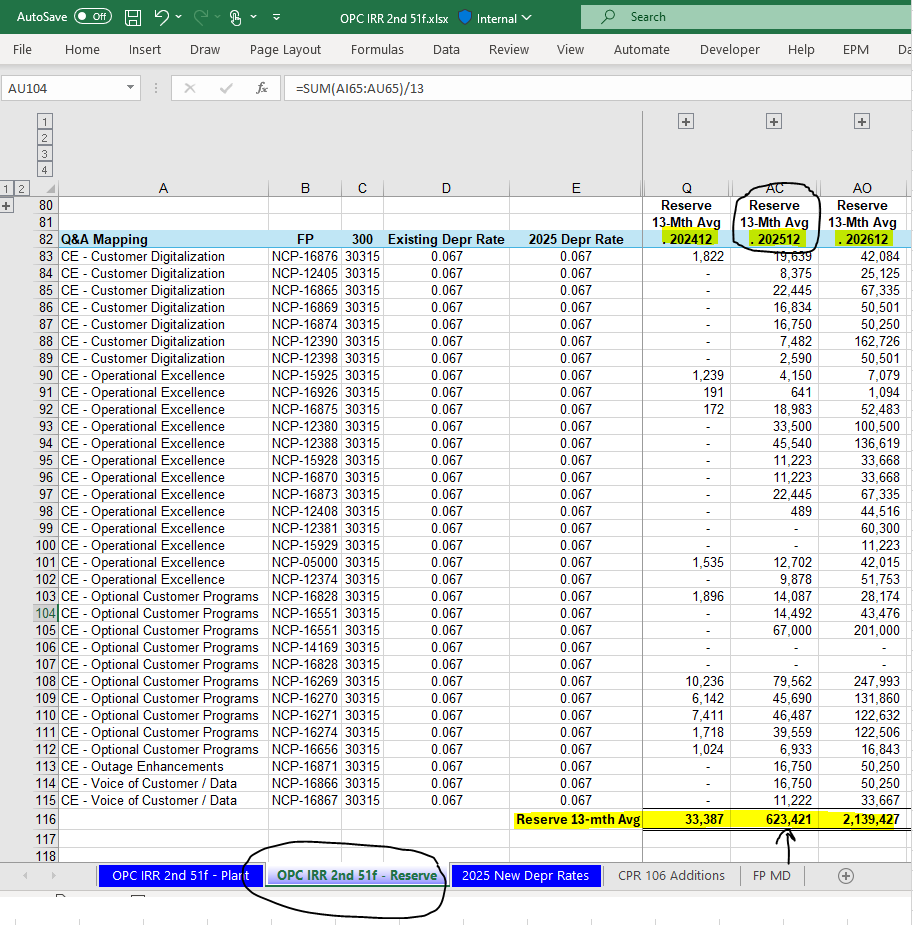 AutoSave Off OPC IRR 2nd 51f.xlsx Internal Search
File Home Insert Draw Page Layout Formulas Data Review View Automate Developer Help EPM Da
AU104 fx =SUM(AI65:AU65)/13
1
2
3
4
1 2 A B C D E Q AC AO
80 Reserve Reserve Reserve
81 13-Mth Avg 13-Mth Avg 13-Mth Avg
82 Q&A Mapping FP 300 Existing Depr Rate 2025 Depr Rate . 202412 . 202512 . 202612
83 CE - Customer Digitalization NCP-16876 30315 0.067 0.067 1,822 19,639 42,084
84 CE - Customer Digitalization NCP-12405 30315 0.067 0.067 - 8,375 25,125
85 CE - Customer Digitalization NCP-16865 30315 0.067 0.067 - 22,445 67,335
86 CE - Customer Digitalization NCP-16869 30315 0.067 0.067 - 16,834 50,501
87 CE - Customer Digitalization NCP-16874 30315 0.067 0.067 - 16,750 50,250
88 CE - Customer Digitalization NCP-12390 30315 0.067 0.067 - 7,482 162,726
89 CE - Customer Digitalization NCP-12398 30315 0.067 0.067 - 2,590 50,501
90 CE - Operational Excellence NCP-15925 30315 0.067 0.067 1,239 4,150 7,079
91 CE - Operational Excellence NCP-16926 30315 0.067 0.067 191 641 1,094
92 CE - Operational Excellence NCP-16875 30315 0.067 0.067 172 18,983 52,483
93 CE - Operational Excellence NCP-12380 30315 0.067 0.067 - 33,500 100,500
94 CE - Operational Excellence NCP-12388 30315 0.067 0.067 - 45,540 136,619
95 CE - Operational Excellence NCP-15928 30315 0.067 0.067 - 11,223 33,668
96 CE - Operational Excellence NCP-16870 30315 0.067 0.067 - 11,223 33,668
97 CE - Operational Excellence NCP-16873 30315 0.067 0.067 - 22,445 67,335
98 CE - Operational Excellence NCP-12408 30315 0.067 0.067 - 489 44,516
99 CE - Operational Excellence NCP-12381 30315 0.067 0.067 - - 60,300
100 CE - Operational Excellence NCP-15929 30315 0.067 0.067 - - 11,223
101 CE - Operational Excellence NCP-05000 30315 0.067 0.067 1,535 12,702 42,015
102 CE - Operational Excellence NCP-12374 30315 0.067 0.067 - 9,878 51,753
103 CE - Optional Customer Programs NCP-16828 30315 0.067 0.067 1,896 14,087 28,174
104 CE - Optional Customer Programs NCP-16551 30315 0.067 0.067 - 14,492 43,476
105 CE - Optional Customer Programs NCP-16551 30315 0.067 0.067 - 67,000 201,000
106 CE - Optional Customer Programs NCP-14169 30315 0.067 0.067 - - -
107 CE - Optional Customer Programs NCP-16828 30315 0.067 0.067 - - -
108 CE - Optional Customer Programs NCP-16269 30315 0.067 0.067 10,236 79,562 247,993
109 CE - Optional Customer Programs NCP-16270 30315 0.067 0.067 6,142 45,690 131,860
110 CE - Optional Customer Programs NCP-16271 30315 0.067 0.067 7,411 46,487 122,632
111 CE - Optional Customer Programs NCP-16274 30315 0.067 0.067 1,718 39,559 122,506
112 CE - Optional Customer Programs NCP-16656 30315 0.067 0.067 1,024 6,933 16,843
113 CE - Outage Enhancements NCP-16871 30315 0.067 0.067 - 16,750 50,250
114 CE - Voice of Customer / Data NCP-16866 30315 0.067 0.067 - 16,750 50,250
115 CE - Voice of Customer / Data NCP-16867 30315 0.067 0.067 - 11,222 33,667
116 Reserve 13-mth Avg 33,387 623,421 2,139,427
117
118
OPC IRR 2nd 51f - Plant OPC IRR 2nd 51f - Reserve 2025 New Depr Rates CPR 106 Additions FP MD